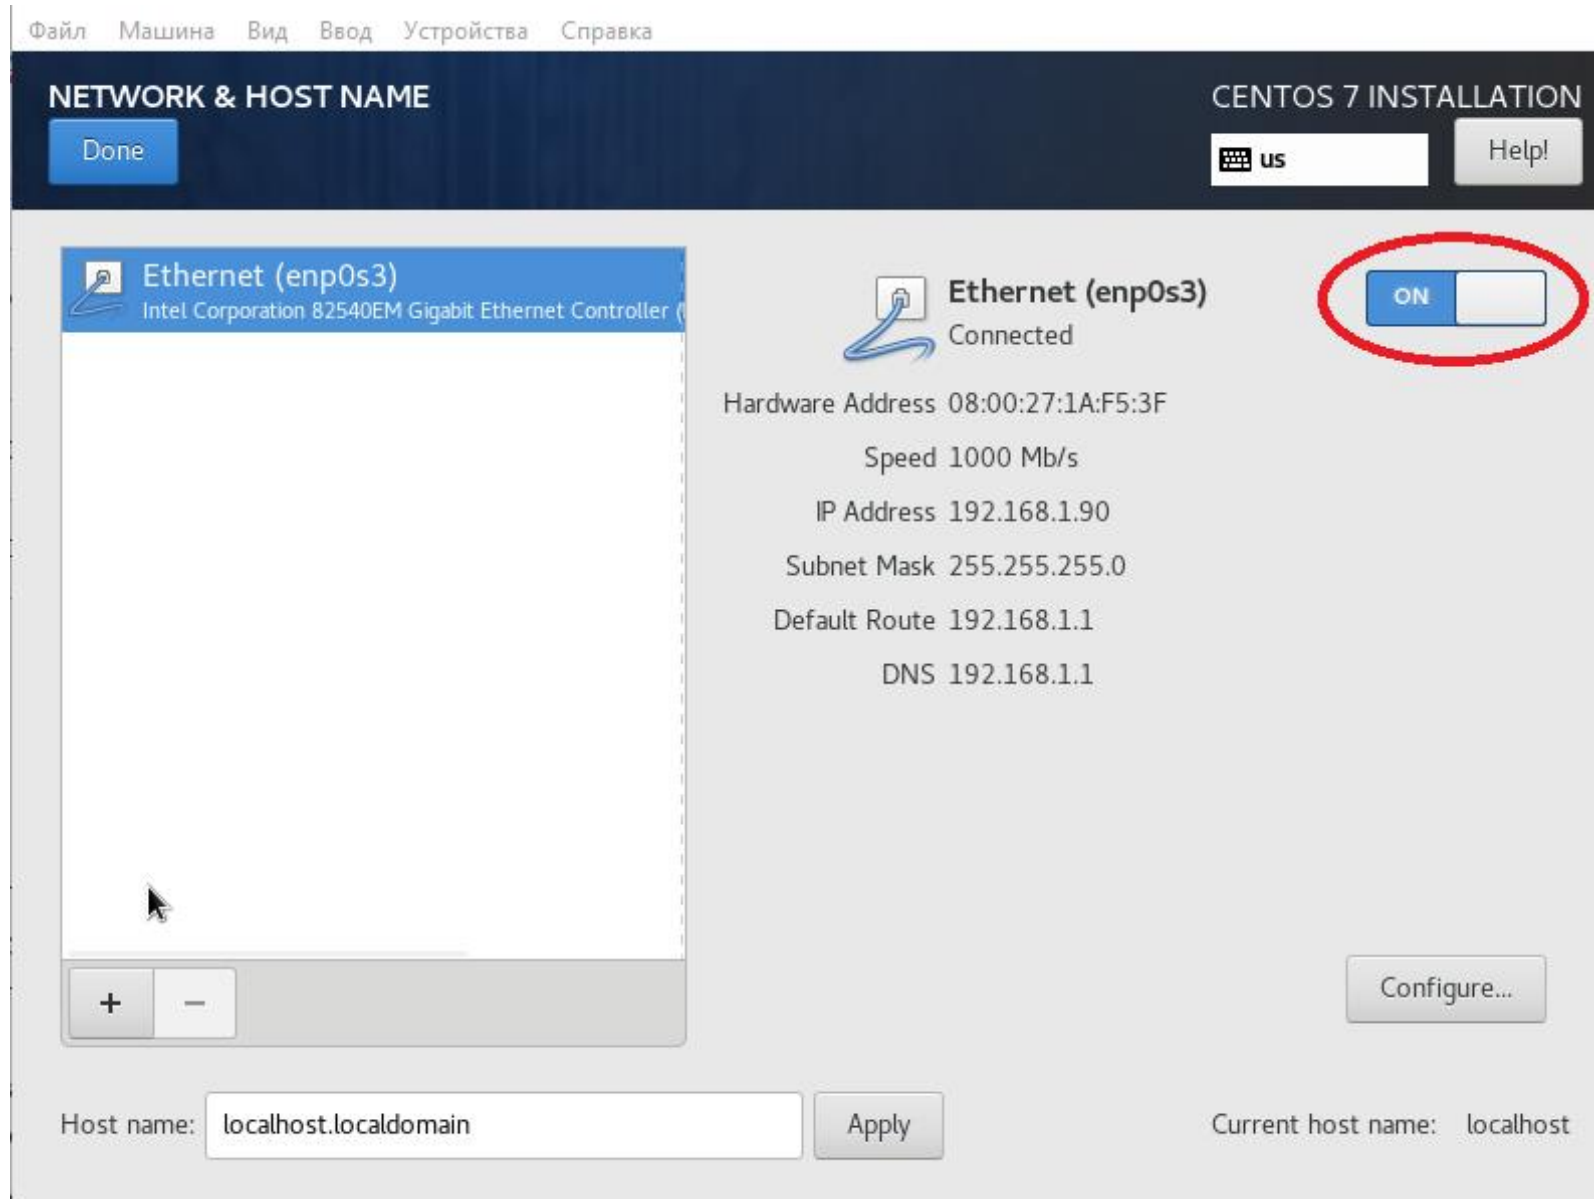 Файл Машина Вид Ввод Устройства Справка
NETWORK & HOST NAME
CENTOS 7 INSTALLATION
Done
us
Help!
Ethernet (enp0s3)
Intel Corporation 82540EM Gigabit Ethernet Controller (
Ethernet (enp0s3)
Connected
ON
Hardware Address 08:00:27:1A:F5:3F
Speed 1000 Mb/s
IP Address 192.168.1.90
Subnet Mask 255.255.255.0
Default Route 192.168.1.1
DNS 192.168.1.1
+ −
Configure...
Host name: localhost.localdomain Apply
Current host name: localhost